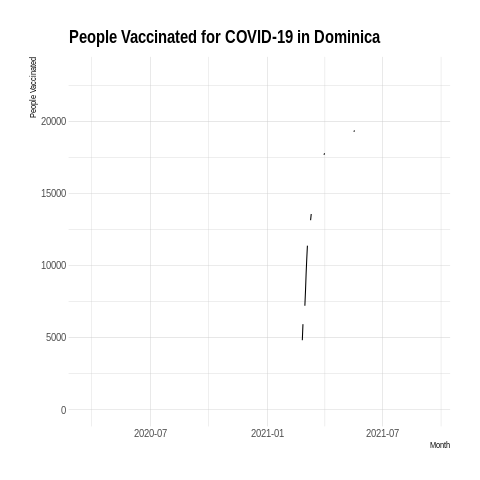 People Vaccinated for COVID-19 in Dominica
People Vaccinated
20000
15000
10000
5000
0
2020-07 2021-01 2021-07
Month